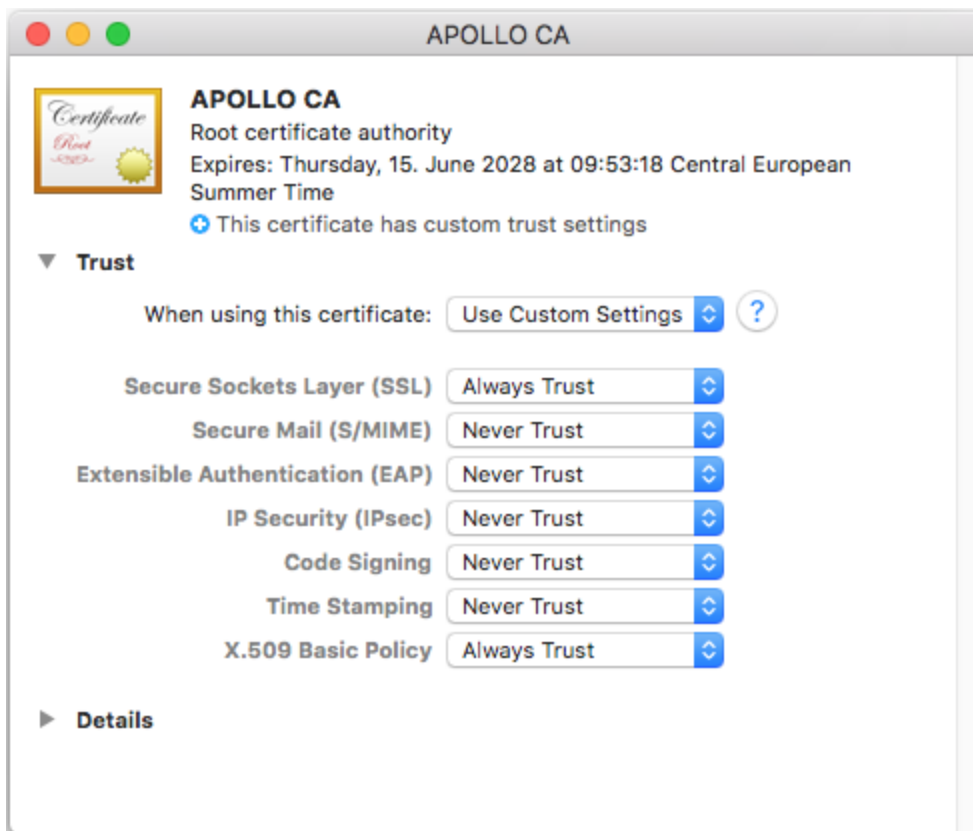 APOLLO CA
Certificate
Root
APOLLO CA
Root certificate authority
Expires: Thursday, 15. June 2028 at 09:53:18 Central European
Summer Time
This certificate has custom trust settings
Trust
When using this certificate: Use Custom Settings ?
Secure Sockets Layer (SSL) Always Trust
Secure Mail (S/MIME) Never Trust
Extensible Authentication (EAP) Never Trust
IP Security (IPsec) Never Trust
Code Signing Never Trust
Time Stamping Never Trust
X.509 Basic Policy Always Trust
Details